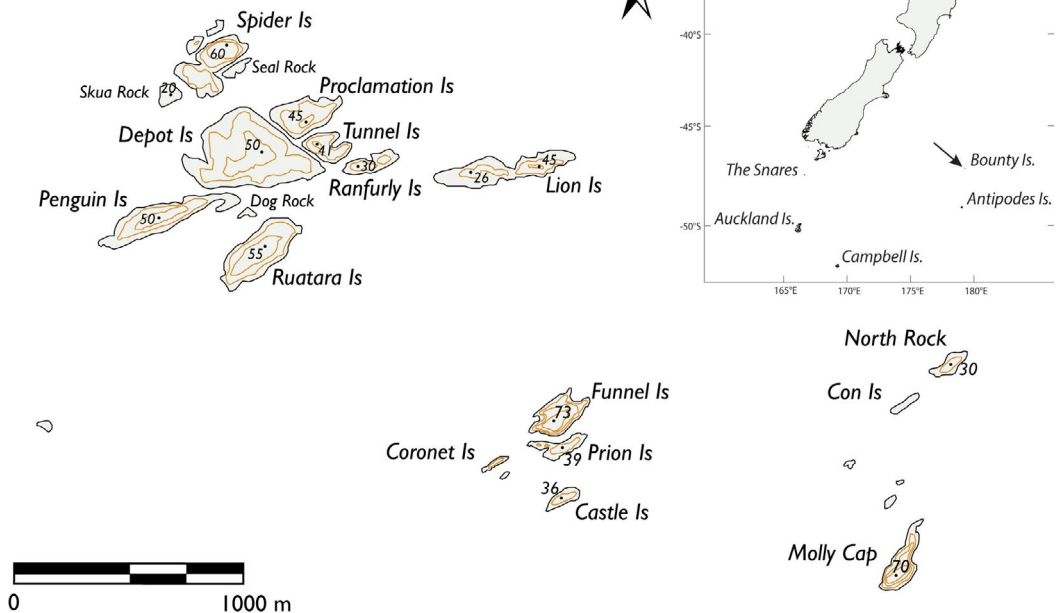 Spider Is
60
Seal Rock
Skua Rock
20
Proclamation Is
45
Depot Is
50
Tunnel Is
41
30
Ranfurly Is
45
26
Lion Is
Penguin Is
50
Dog Rock
55
Ruatara Is
-40°S
-45°S
-50°S
The Snares
Bounty Is.
Antipodes Is.
Auckland Is.
Campbell Is.
165°E
170°E
175°E
180°E
North Rock
30
Con Is
Funnel Is
73
Coronet Is
39
Prion Is
36
Castle Is
Molly Cap
70
0
1000 m